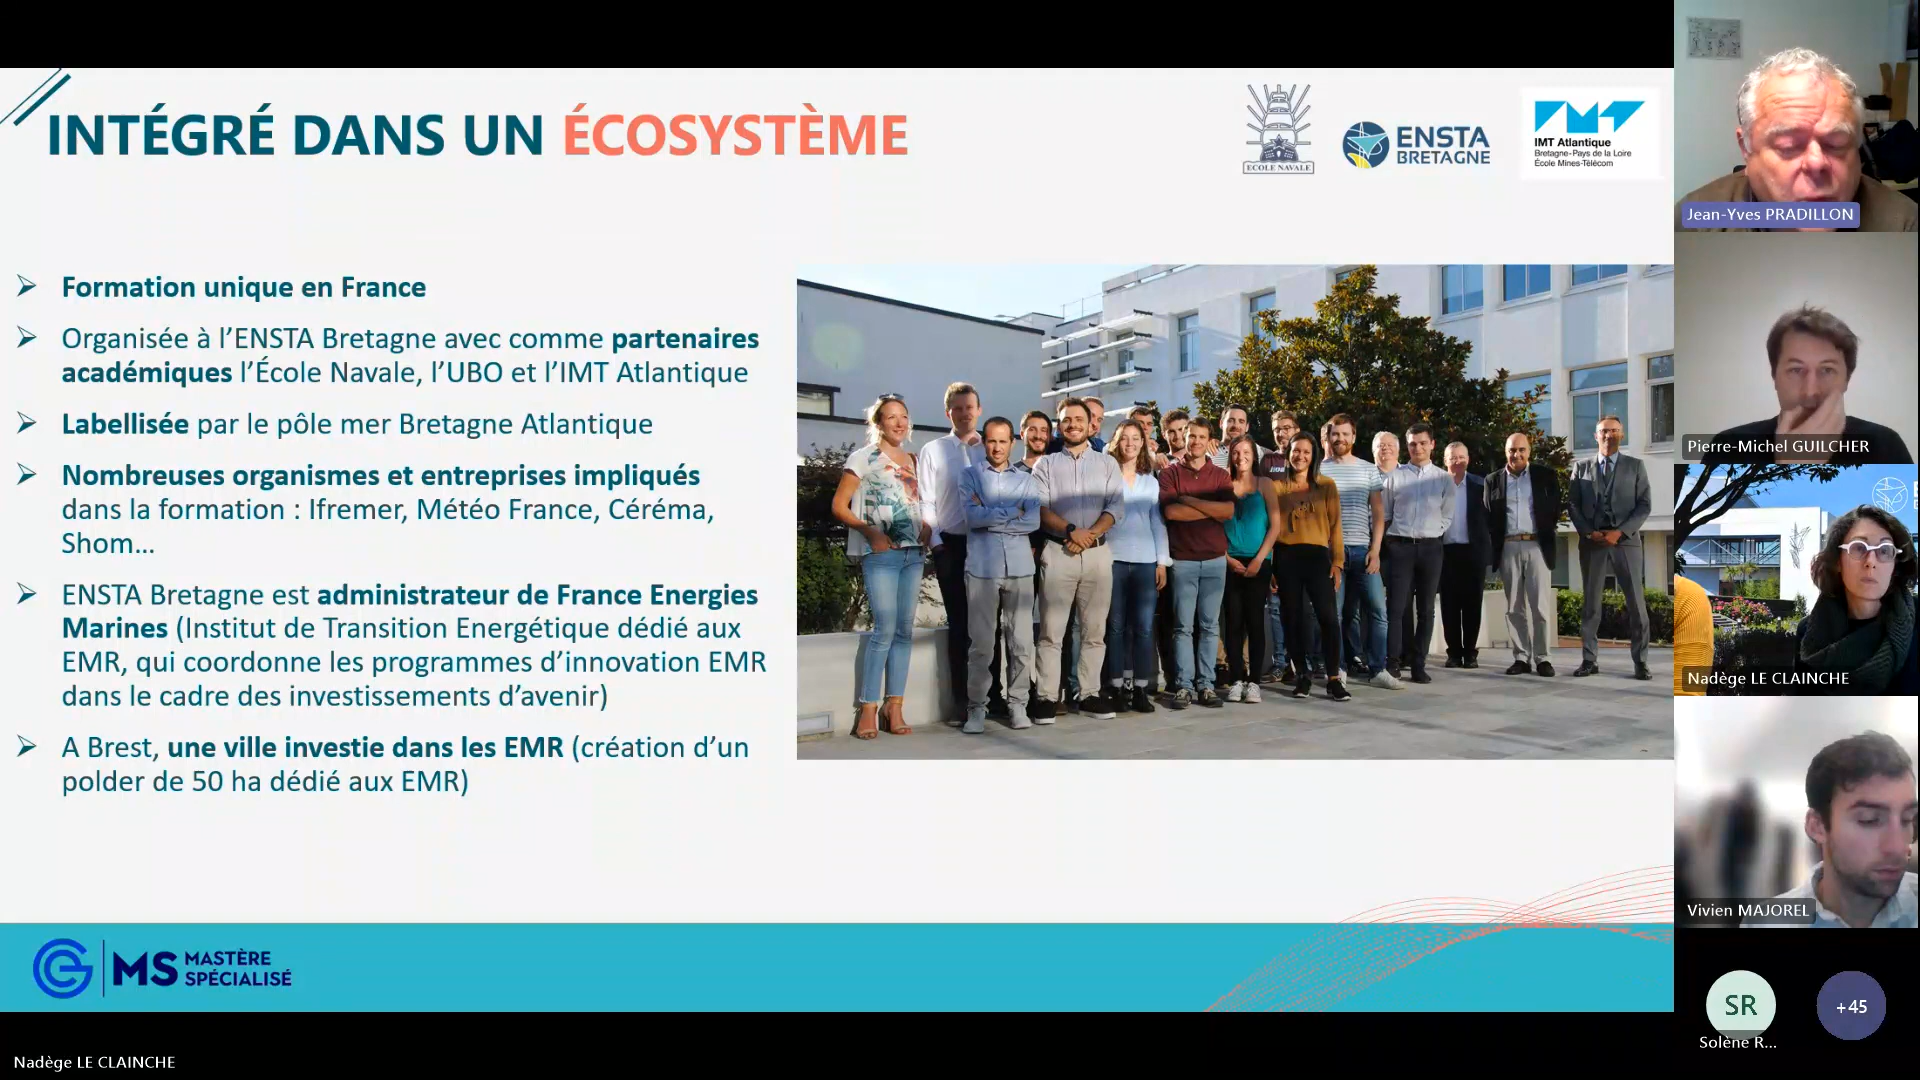 INTÉGRÉ DANS UN ÉCOSYSTÈME
ECOLE NAVALE
ENSTA
BRETAGNE
IMT Atlantique
Bretagne-Pays de la Loire
École Mines-Télécom
Formation unique en France
Organisée à l'ENSTA Bretagne avec comme partenaires
académiques l'École Navale, l'UBO et l'IMT Atlantique
Labellisée par le pôle mer Bretagne Atlantique
Nombreuses organismes et entreprises impliqués
dans la formation : Ifremer, Météo France, Céréma,
Shom…
ENSTA Bretagne est administrateur de France Energies
Marines (Institut de Transition Energétique dédié aux
EMR, qui coordonne les programmes d'innovation EMR
dans le cadre des investissements d'avenir)
A Brest, une ville investie dans les EMR (création d'un
polder de 50 ha dédié aux EMR)
MS MASTÈRE
SPÉCIALISÉ
Nadège LE CLAINCHE
Jean-Yves PRADILLON
Pierre-Michel GUILCHER
Nadège LE CLAINCHE
Vivien MAJOREL
SR
Solène R...
+45